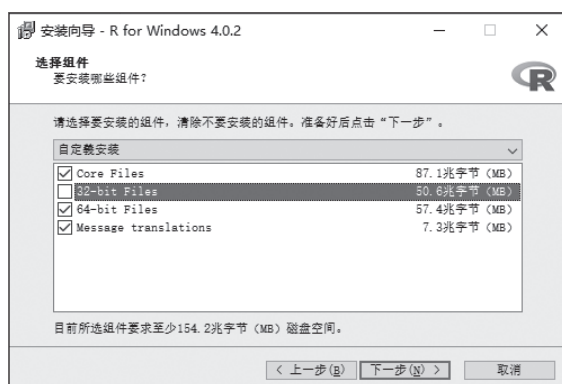 安装向导 - R for Windows 4.0.2
选择组件
要安装哪些组件？
R
请选择要安装的组件，清除不要安装的组件。准备好后点击“下一步”。
自定義安装
Core Files 87.1兆字节（MB）
32-bit Files 50.6兆字节（MB）
64-bit Files 57.4兆字节（MB）
Message translations 7.3兆字节（MB）
目前所选组件要求至少154.2兆字节（MB）磁盘空间。
< 上一步(B) 下一步(N) > 取消